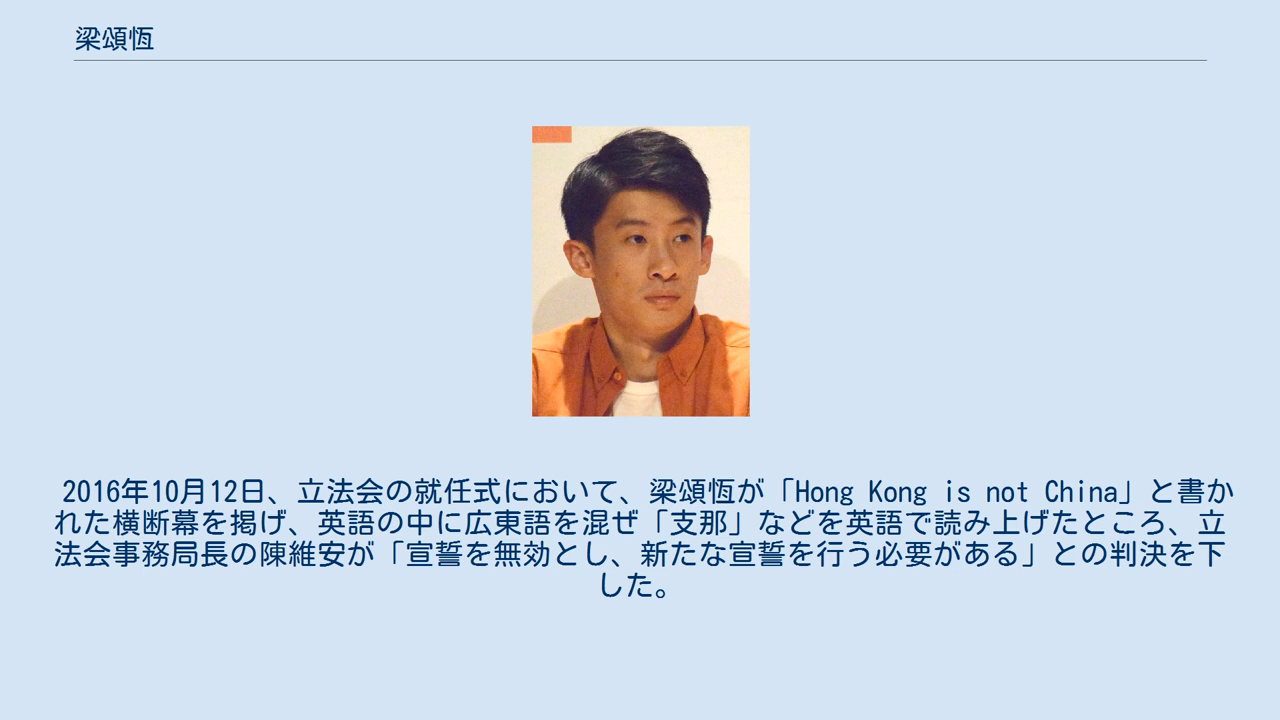 梁頌恆
2016年10月12日、立法会の就任式において、梁頌恆が「Hong Kong is not China」と書か
れた横断幕を掲げ、英語の中に広東語を混ぜ「支那」などを英語で読み上げたところ、立
法会事務局長の陳維安が「宣誓を無効とし、新たな宣誓を行う必要がある」との判決を下
した。